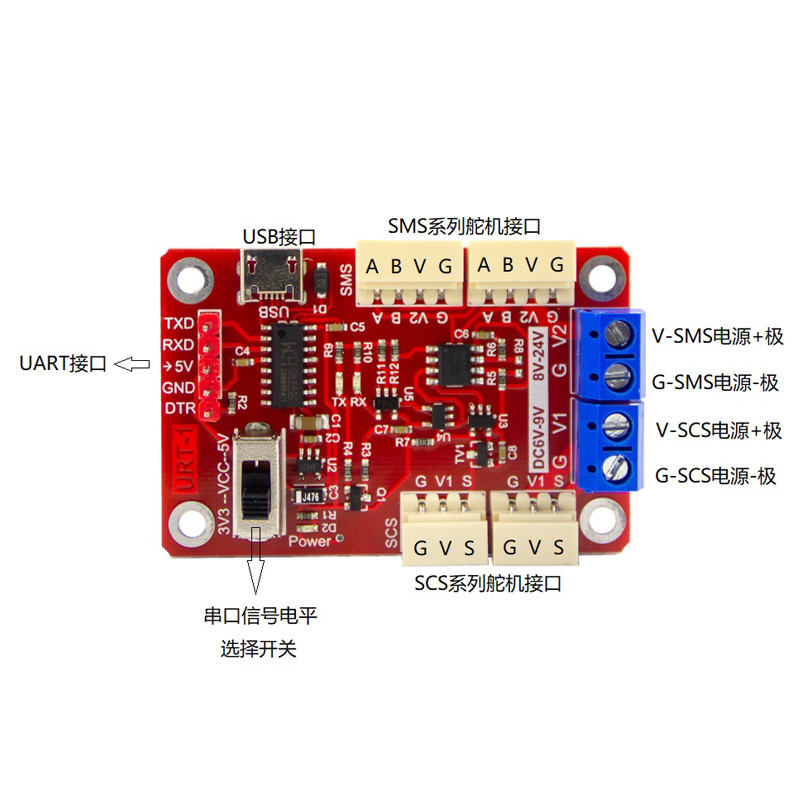 USB接口
SMS系列舵机接口
SMS
A B V G
A B V G
A B V2 G
A B V2 G
USB
D1
TXD
RXD
5V
GND
DTR
UART接口
C4
C5
R2
R9
R10
TX
RX
R11
R12
U5
C6
R6
R5
R8
8V-24V
V2
G
V1
G
DC6V-9V
V-SMS电源+极
G-SMS电源-极
V-SCS电源+极
G-SCS电源-极
URT-1
3V3--VCC--5V
C1
C2
U2
J476
C3
R1
D2
Power
R4
R3
Q1
C7
R7
U4
U3
TV1
C8
G V1 S
G V1 S
SCS
G V S
G V S
SCS系列舵机接口
串口信号电平
选择开关